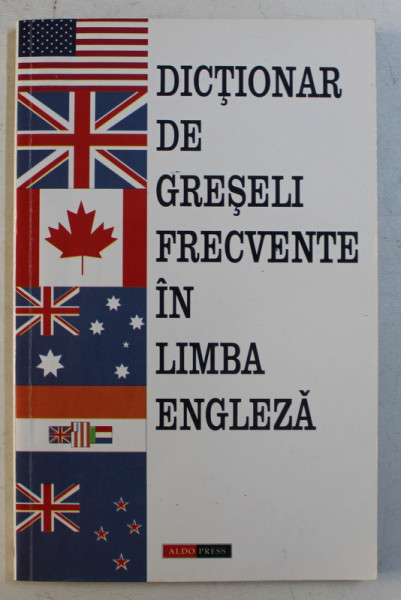 DICȚIONAR
DE
GREȘELI
FRECVENTE
ÎN
LIMBA
ENGLEZĂ
ALDO PRESS